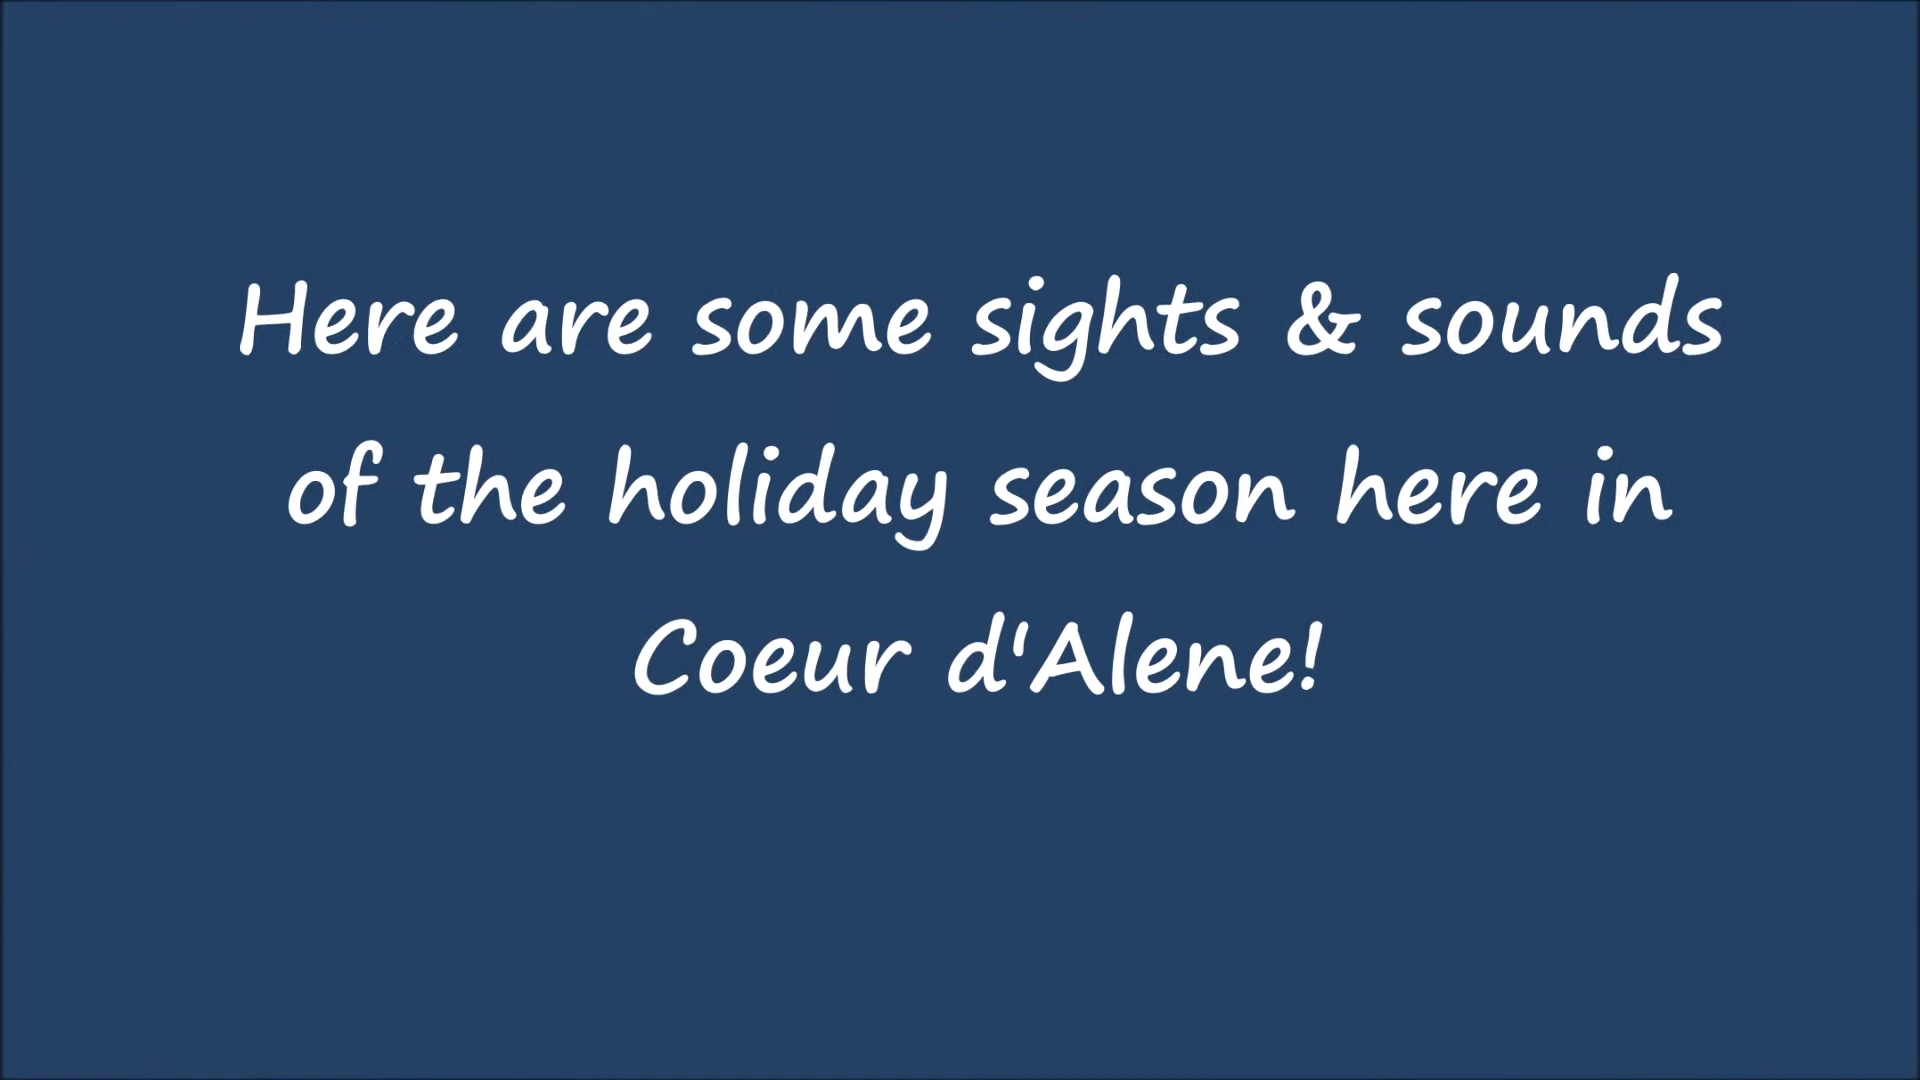 Here are some sights & sounds
of the holiday season here in
Coeur d'Alene!